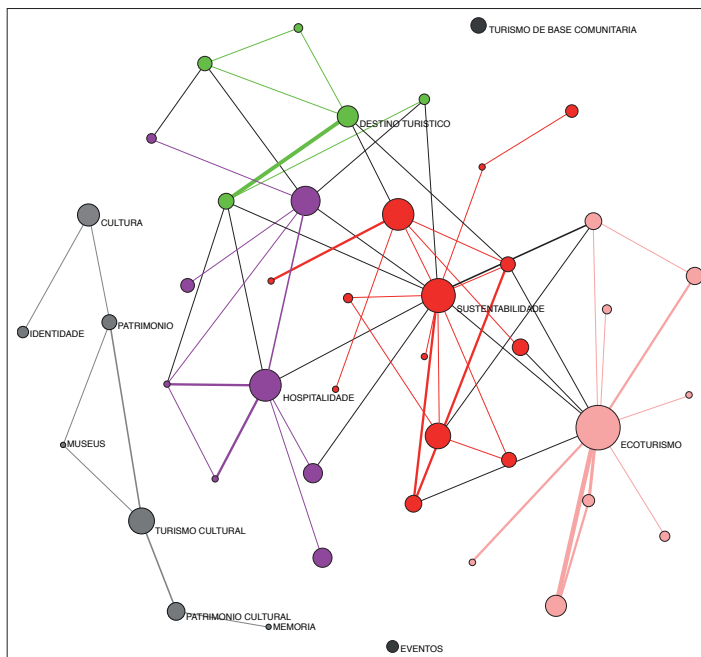 TURISMO DE BASE COMUNITARIA
DESTINO TURISTICO
CULTURA
SUSTENTABILIDADE
PATRIMONIO
IDENTIDADE
HOSPITALIDADE
MUSEUS
ECOTURISMO
TURISMO CULTURAL
PATRIMONIO CULTURAL
MEMORIA
EVENTOS